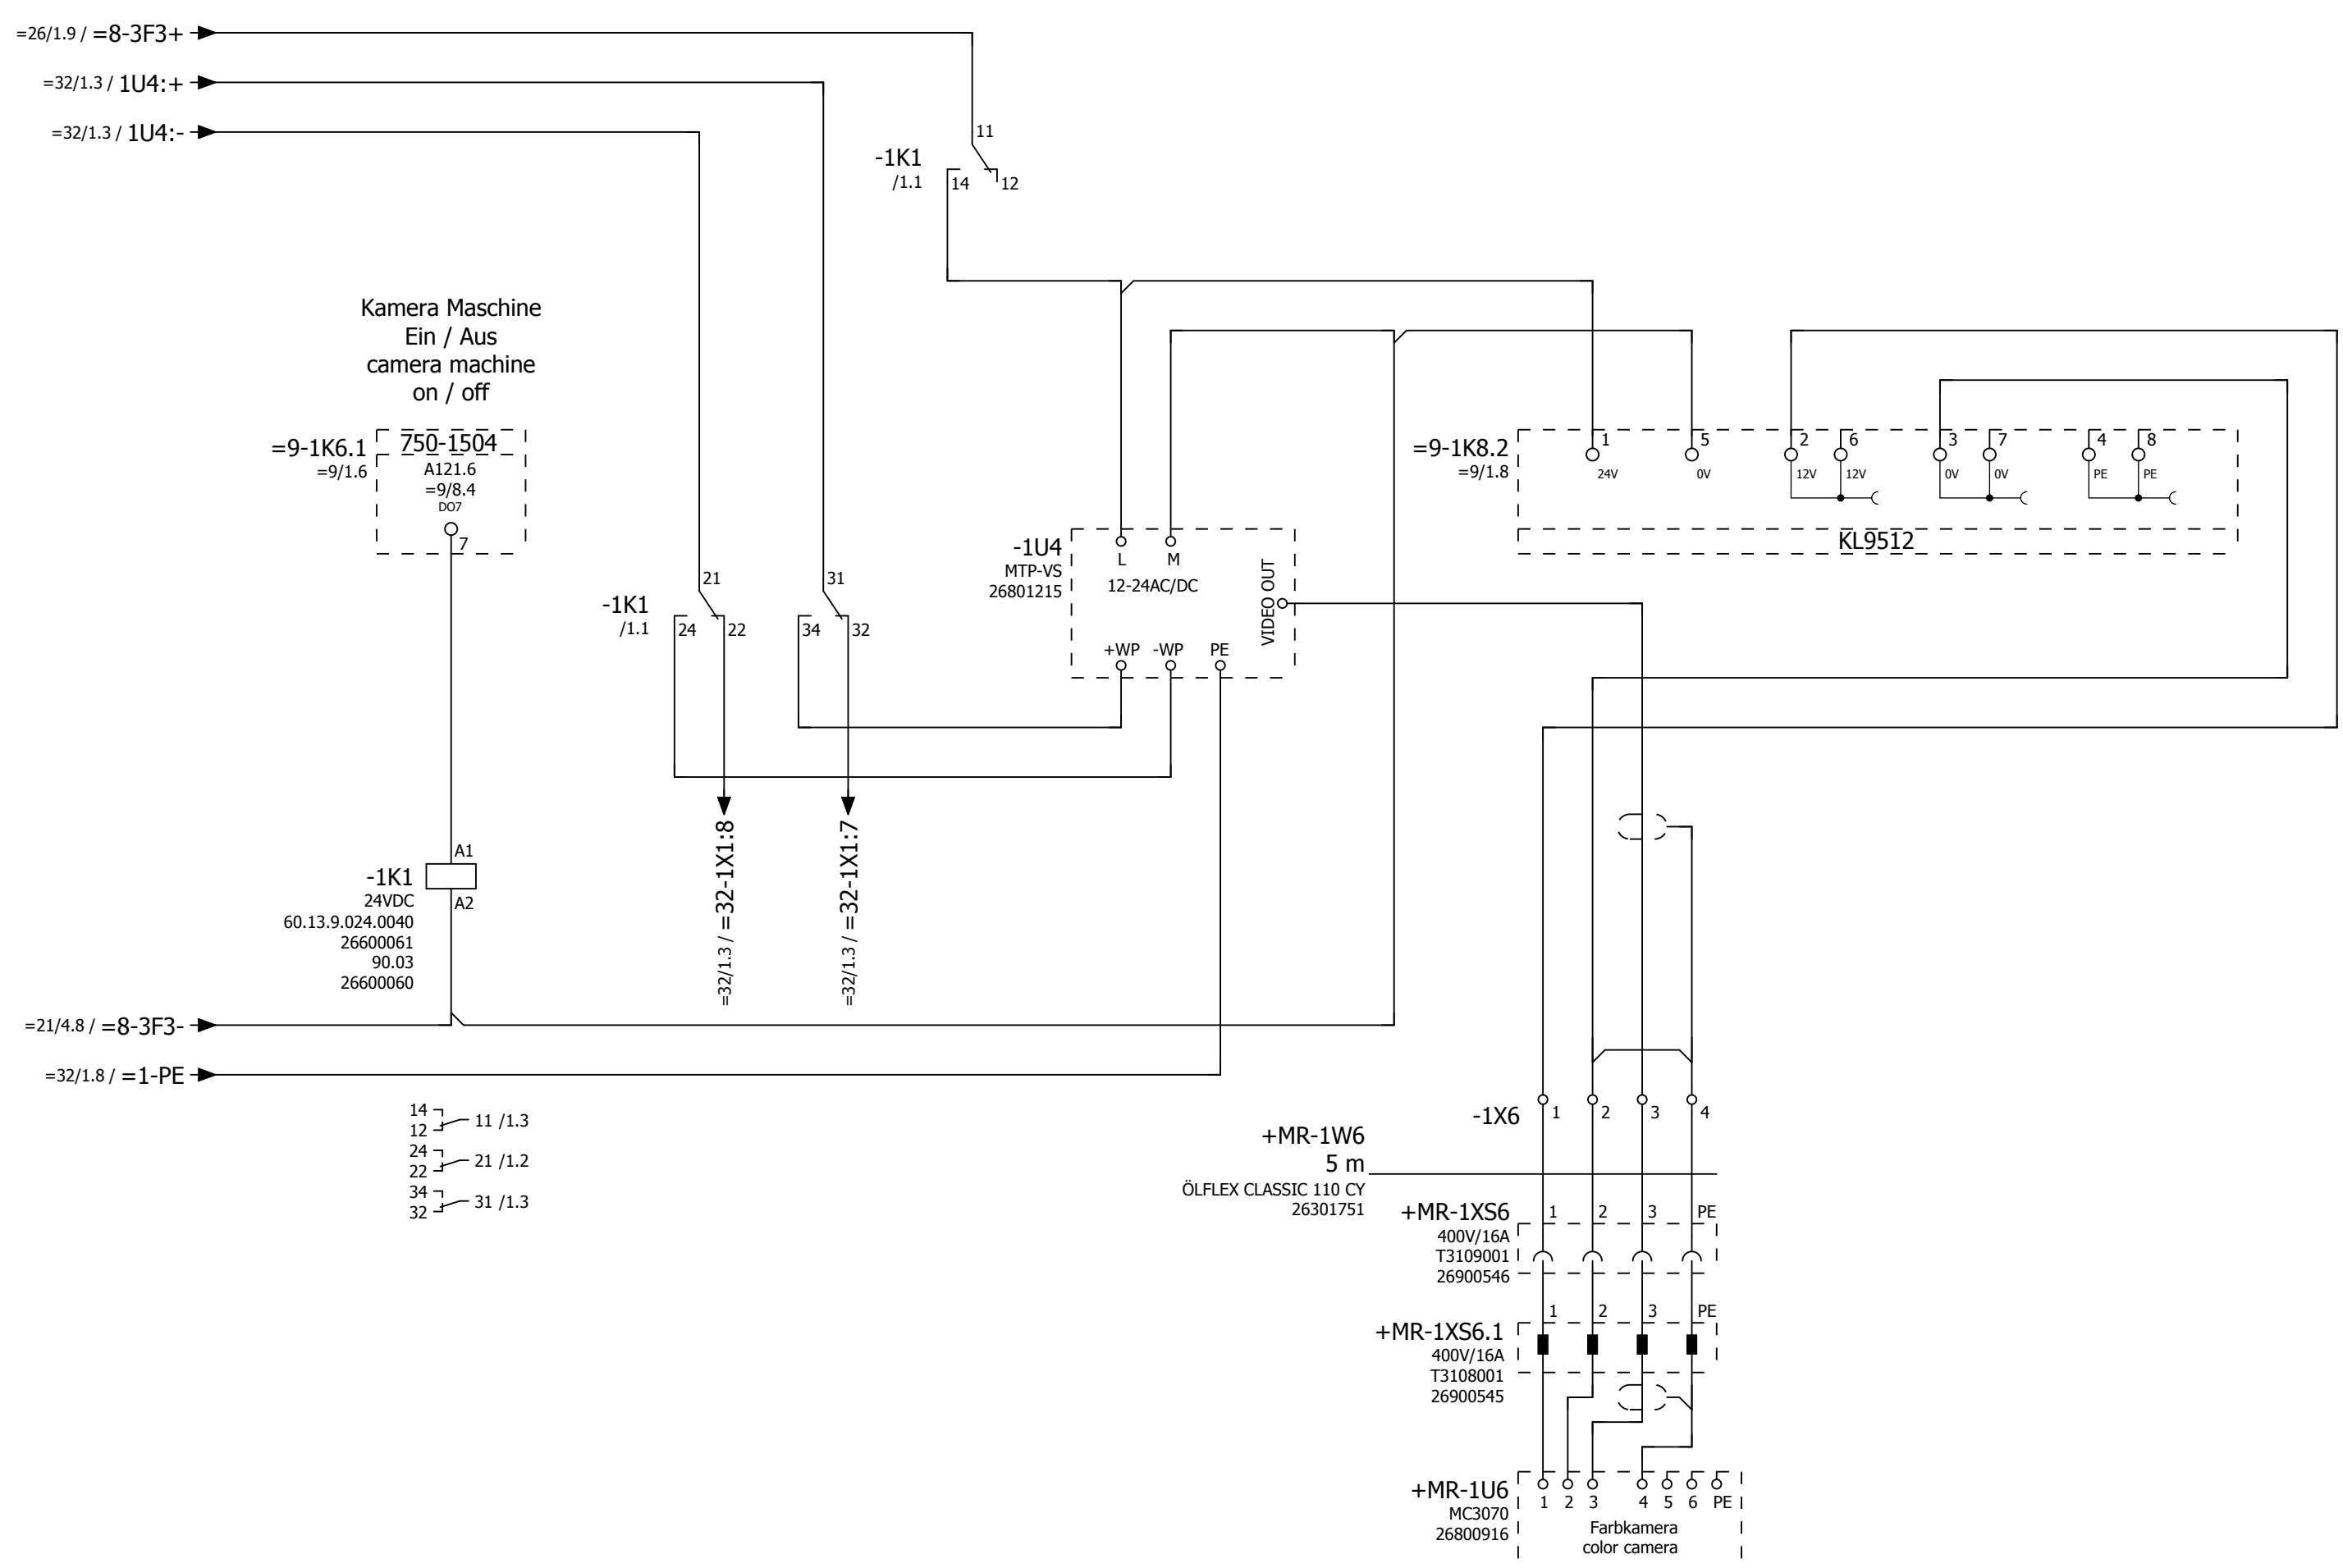 =26/1.9 / =8-3F3+
=32/1.3 / 1U4:+
=32/1.3 / 1U4:-
11
-1K1
/1.1
14
12
Kamera Maschine
Ein / Aus
camera machine
on / off
=9-1K6.1
=9/1.6
750-1504
A121.6
=9/8.4
DO7
7
=9-1K8.2
=9/1.8
1 5 2 6 3 7 4 8
24V 0V 12V 12V 0V 0V PE PE
KL9512
-1U4
MTP-VS
26801215
L M
12-24AC/DC
VIDEO OUT
+WP -WP PE
21 31
-1K1
/1.1
24 22 34 32
=32/1.3 / =32-1X1:8
=32/1.3 / =32-1X1:7
A1
-1K1
24VDC
A2
60.13.9.024.0040
26600061
90.03
26600060
=21/4.8 / =8-3F3-
=32/1.8 / =1-PE
14
12
11 /1.3
24
22
21 /1.2
34
32
31 /1.3
-1X6
1 2 3 4
+MR-1W6
5 m
ÖLFLEX CLASSIC 110 CY
26301751
+MR-1XS6
400V/16A
T3109001
26900546
1 2 3 PE
+MR-1XS6.1
400V/16A
T3108001
26900545
1 2 3 PE
+MR-1U6
MC3070
26800916
1 2 3 4 5 6 PE
Farbkamera
color camera